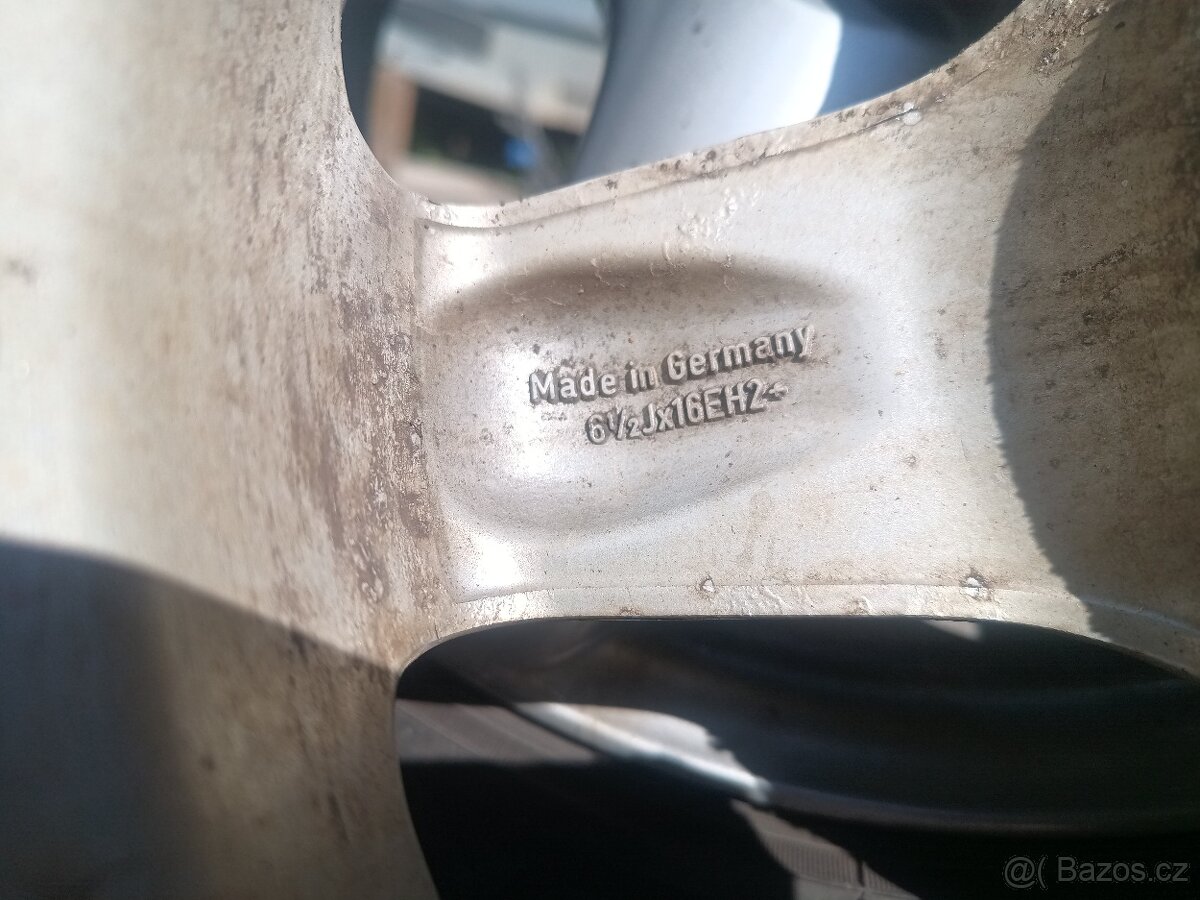 Made in Germany
6½Jx16EH2+
@( Bazos.cz